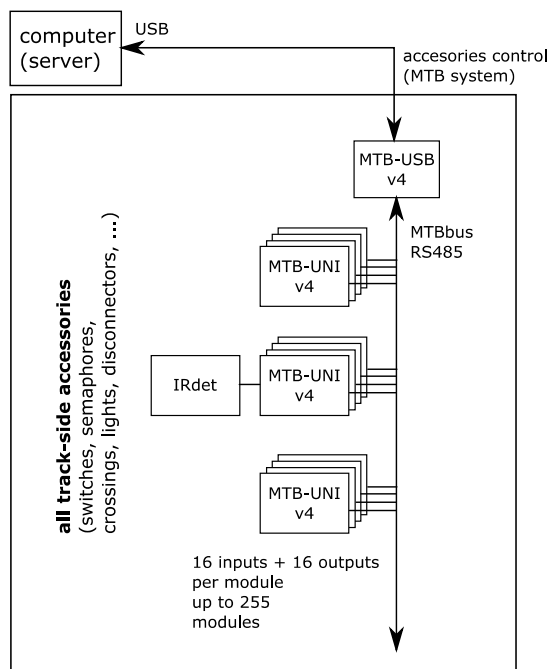 computer
(server)
USB
accesories control
(MTB system)
MTB-USB
v4
MTBbus
RS485
MTB-UNI
v4
IRdet
MTB-UNI
v4
MTB-UNI
v4
all track-side accessories
(switches, semaphores,
crossings, lights, disconnectors, ...)
16 inputs + 16 outputs
per module
up to 255
modules